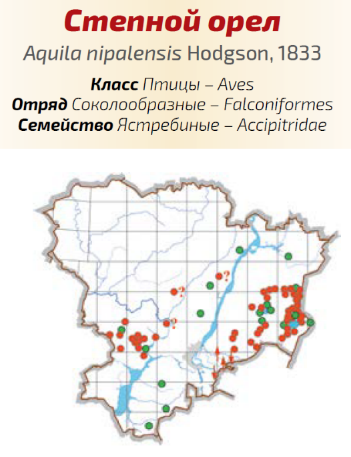 Степной орел
Aquila nipalensis Hodgson, 1833
Класс Птицы – Aves
Отряд Соколообразные – Falconiformes
Семейство Ястребиные – Accipitridae
?
?
?